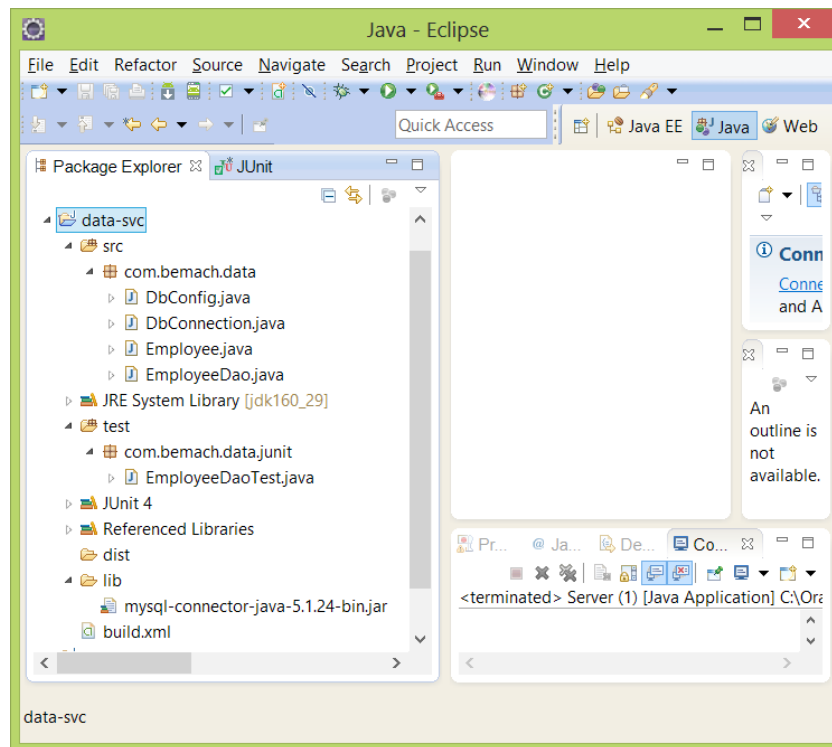 Java - Eclipse
File Edit Refactor Source Navigate Search Project Run Window Help
Quick Access
Java EE
Java
Web
Package Explorer
JUnit
data-svc
src
com.bemach.data
DbConfig.java
DbConnection.java
Employee.java
EmployeeDao.java
JRE System Library [jdk160_29]
test
com.bemach.data.junit
EmployeeDaoTest.java
JUnit 4
Referenced Libraries
dist
lib
mysql-connector-java-5.1.24-bin.jar
build.xml
Conn
Conne
and A
An
outline is
not
available.
Pr... @ Ja... De... Co...
<terminated> Server (1) [Java Application] C:\Ora
data-svc